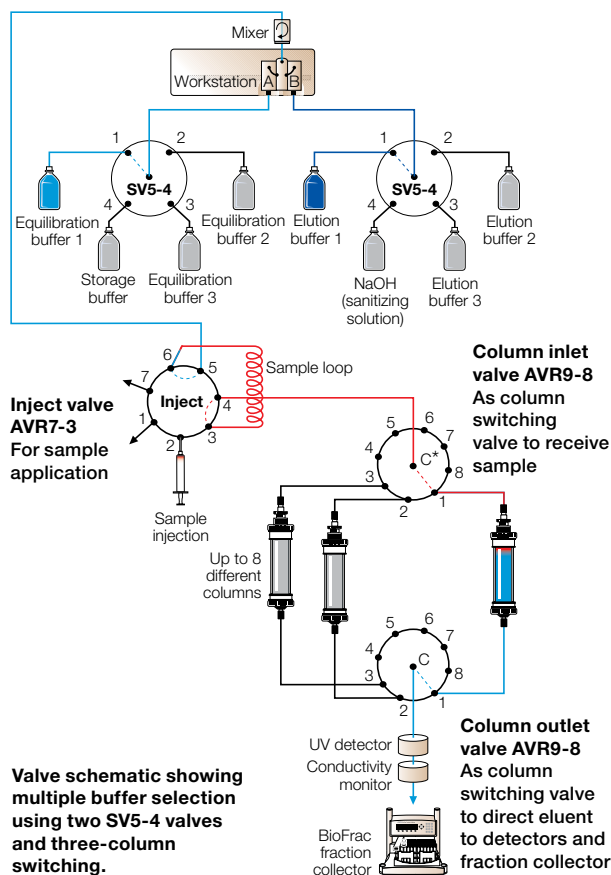 Mixer
Workstation
A B
1 2
SV5-4
4 3
Equilibration
buffer 1
Equilibration
buffer 2
Storage
buffer
Equilibration
buffer 3
1 2
SV5-4
4 3
Elution
buffer 1
Elution
buffer 2
NaOH
(sanitizing
solution)
Elution
buffer 3
6 5
7
Inject
4
1
2 3
Sample loop
Inject valve
AVR7-3
For sample
application
Sample
injection
Column inlet
valve AVR9-8
As column
switching
valve to receive
sample
5 6
4 7
C* 8
3
2 1
Up to 8
different
columns
5 6
4 7
C 8
3
2 1
UV detector
Conductivity
monitor
BioFrac
fraction
collector
Column outlet
valve AVR9-8
As column
switching valve
to direct eluent
to detectors and
fraction collector
Valve schematic showing
multiple buffer selection
using two SV5-4 valves
and three-column
switching.